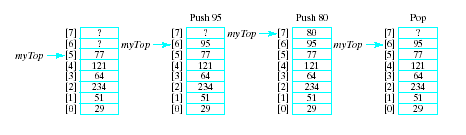 Push 95 Push 80 Pop
[7] ? [7] ? myTop [7] 80 [7] ?
[6] ? myTop [6] 95 [6] 95 myTop [6] 95
myTop [5] 77 [5] 77 [5] 77 [5] 77
[4] 121 [4] 121 [4] 121 [4] 121
[3] 64 [3] 64 [3] 64 [3] 64
[2] 234 [2] 234 [2] 234 [2] 234
[1] 51 [1] 51 [1] 51 [1] 51
[0] 29 [0] 29 [0] 29 [0] 29